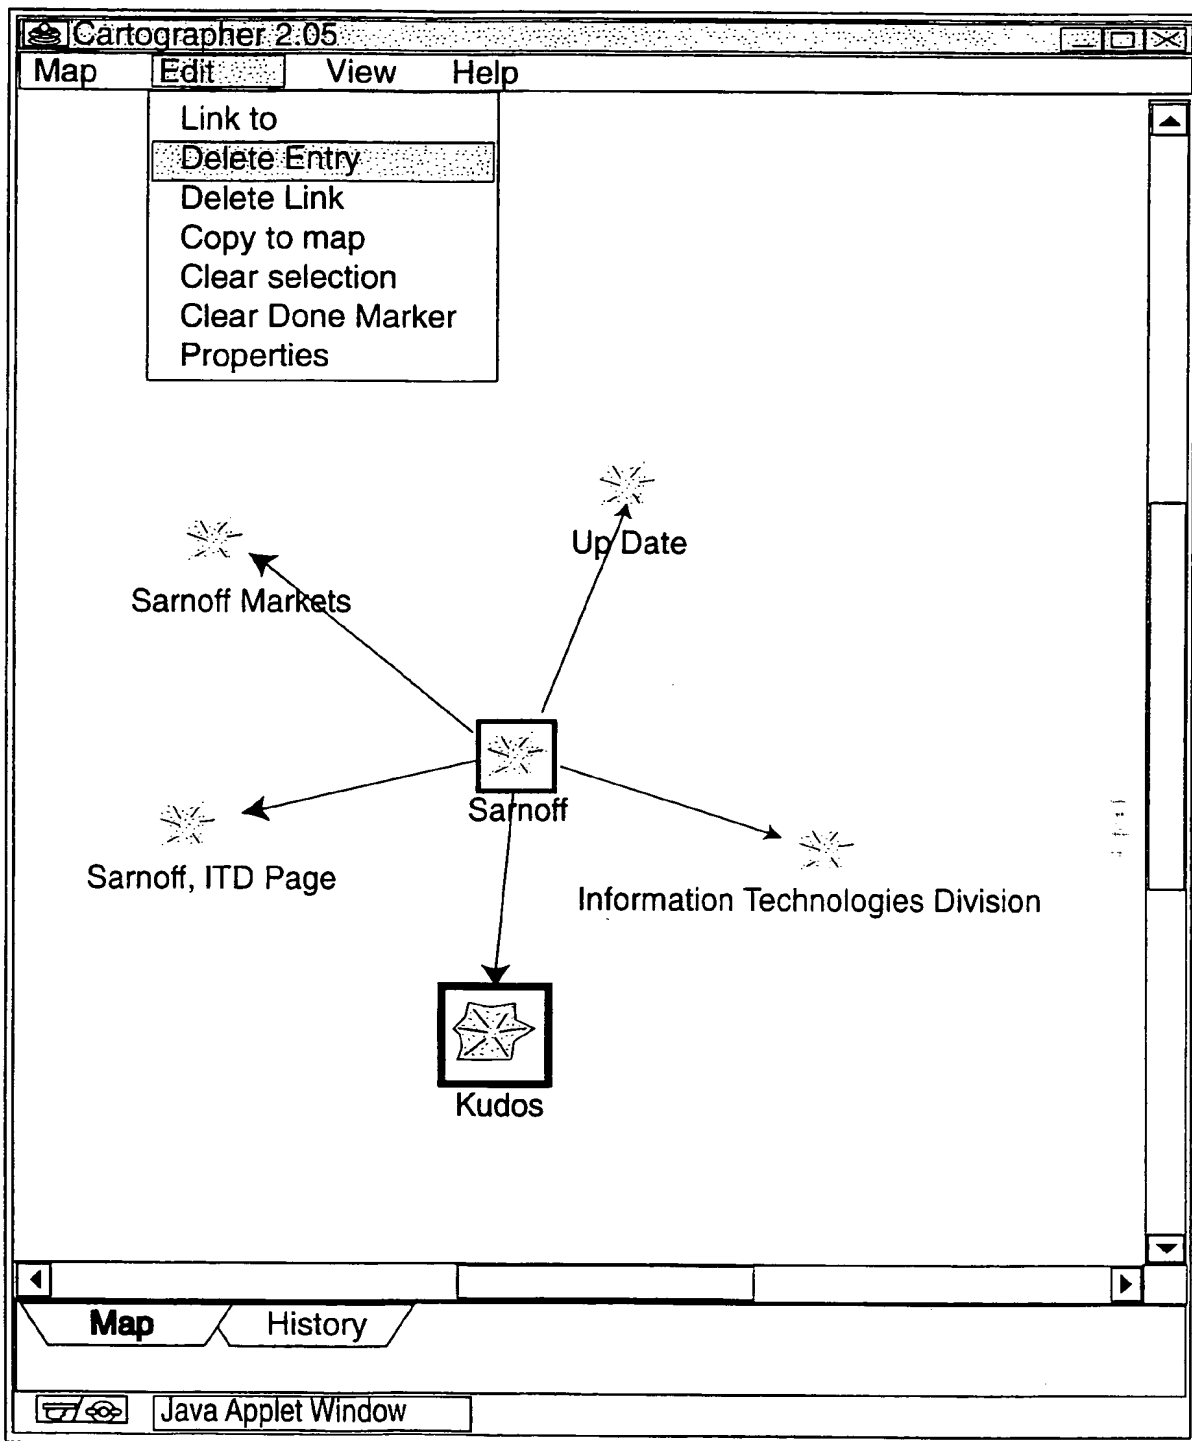 Cartographer 2.05
Map Edit View Help
Link to
Delete Entry
Delete Link
Copy to map
Clear selection
Clear Done Marker
Properties
Up Date
Sarnoff Markets
Sarnoff
Sarnoff, ITD Page
Information Technologies Division
Kudos
Map History
Java Applet Window